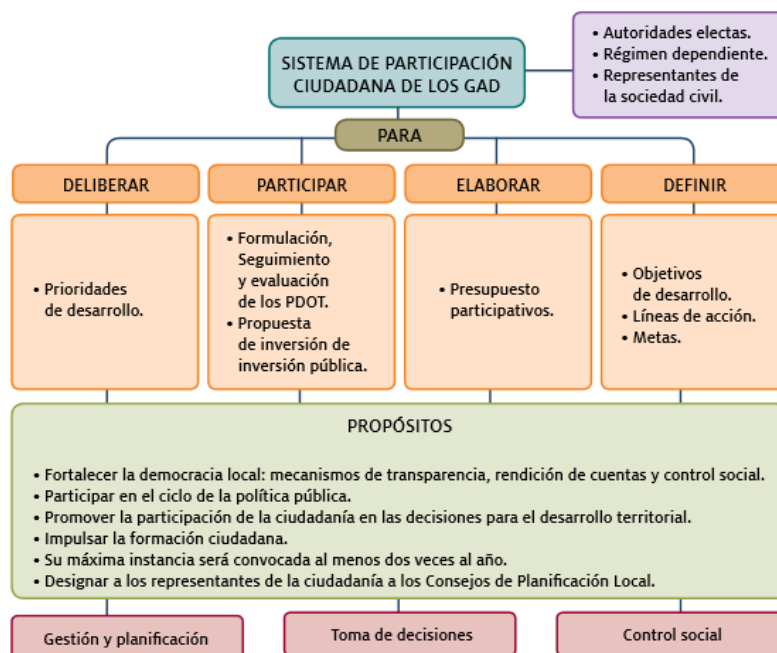 SISTEMA DE PARTICIPACIÓN
CIUDADANA DE LOS GAD
• Autoridades electas.
• Régimen dependiente.
• Representantes de
la sociedad civil.
PARA
DELIBERAR
PARTICIPAR
ELABORAR
DEFINIR
• Prioridades
de desarrollo.
• Formulación,
Seguimiento
y evaluación
de los PDOT.
• Propuesta
de inversión de
inversión pública.
• Presupuesto
participativos.
• Objetivos
de desarrollo.
• Líneas de acción.
• Metas.
PROPÓSITOS
• Fortalecer la democracia local: mecanismos de transparencia, rendición de cuentas y control social.
• Participar en el ciclo de la política pública.
• Promover la participación de la ciudadanía en las decisiones para el desarrollo territorial.
• Impulsar la formación ciudadana.
• Su máxima instancia será convocada al menos dos veces al año.
• Designar a los representantes de la ciudadanía a los Consejos de Planificación Local.
Gestión y planificación
Toma de decisiones
Control social